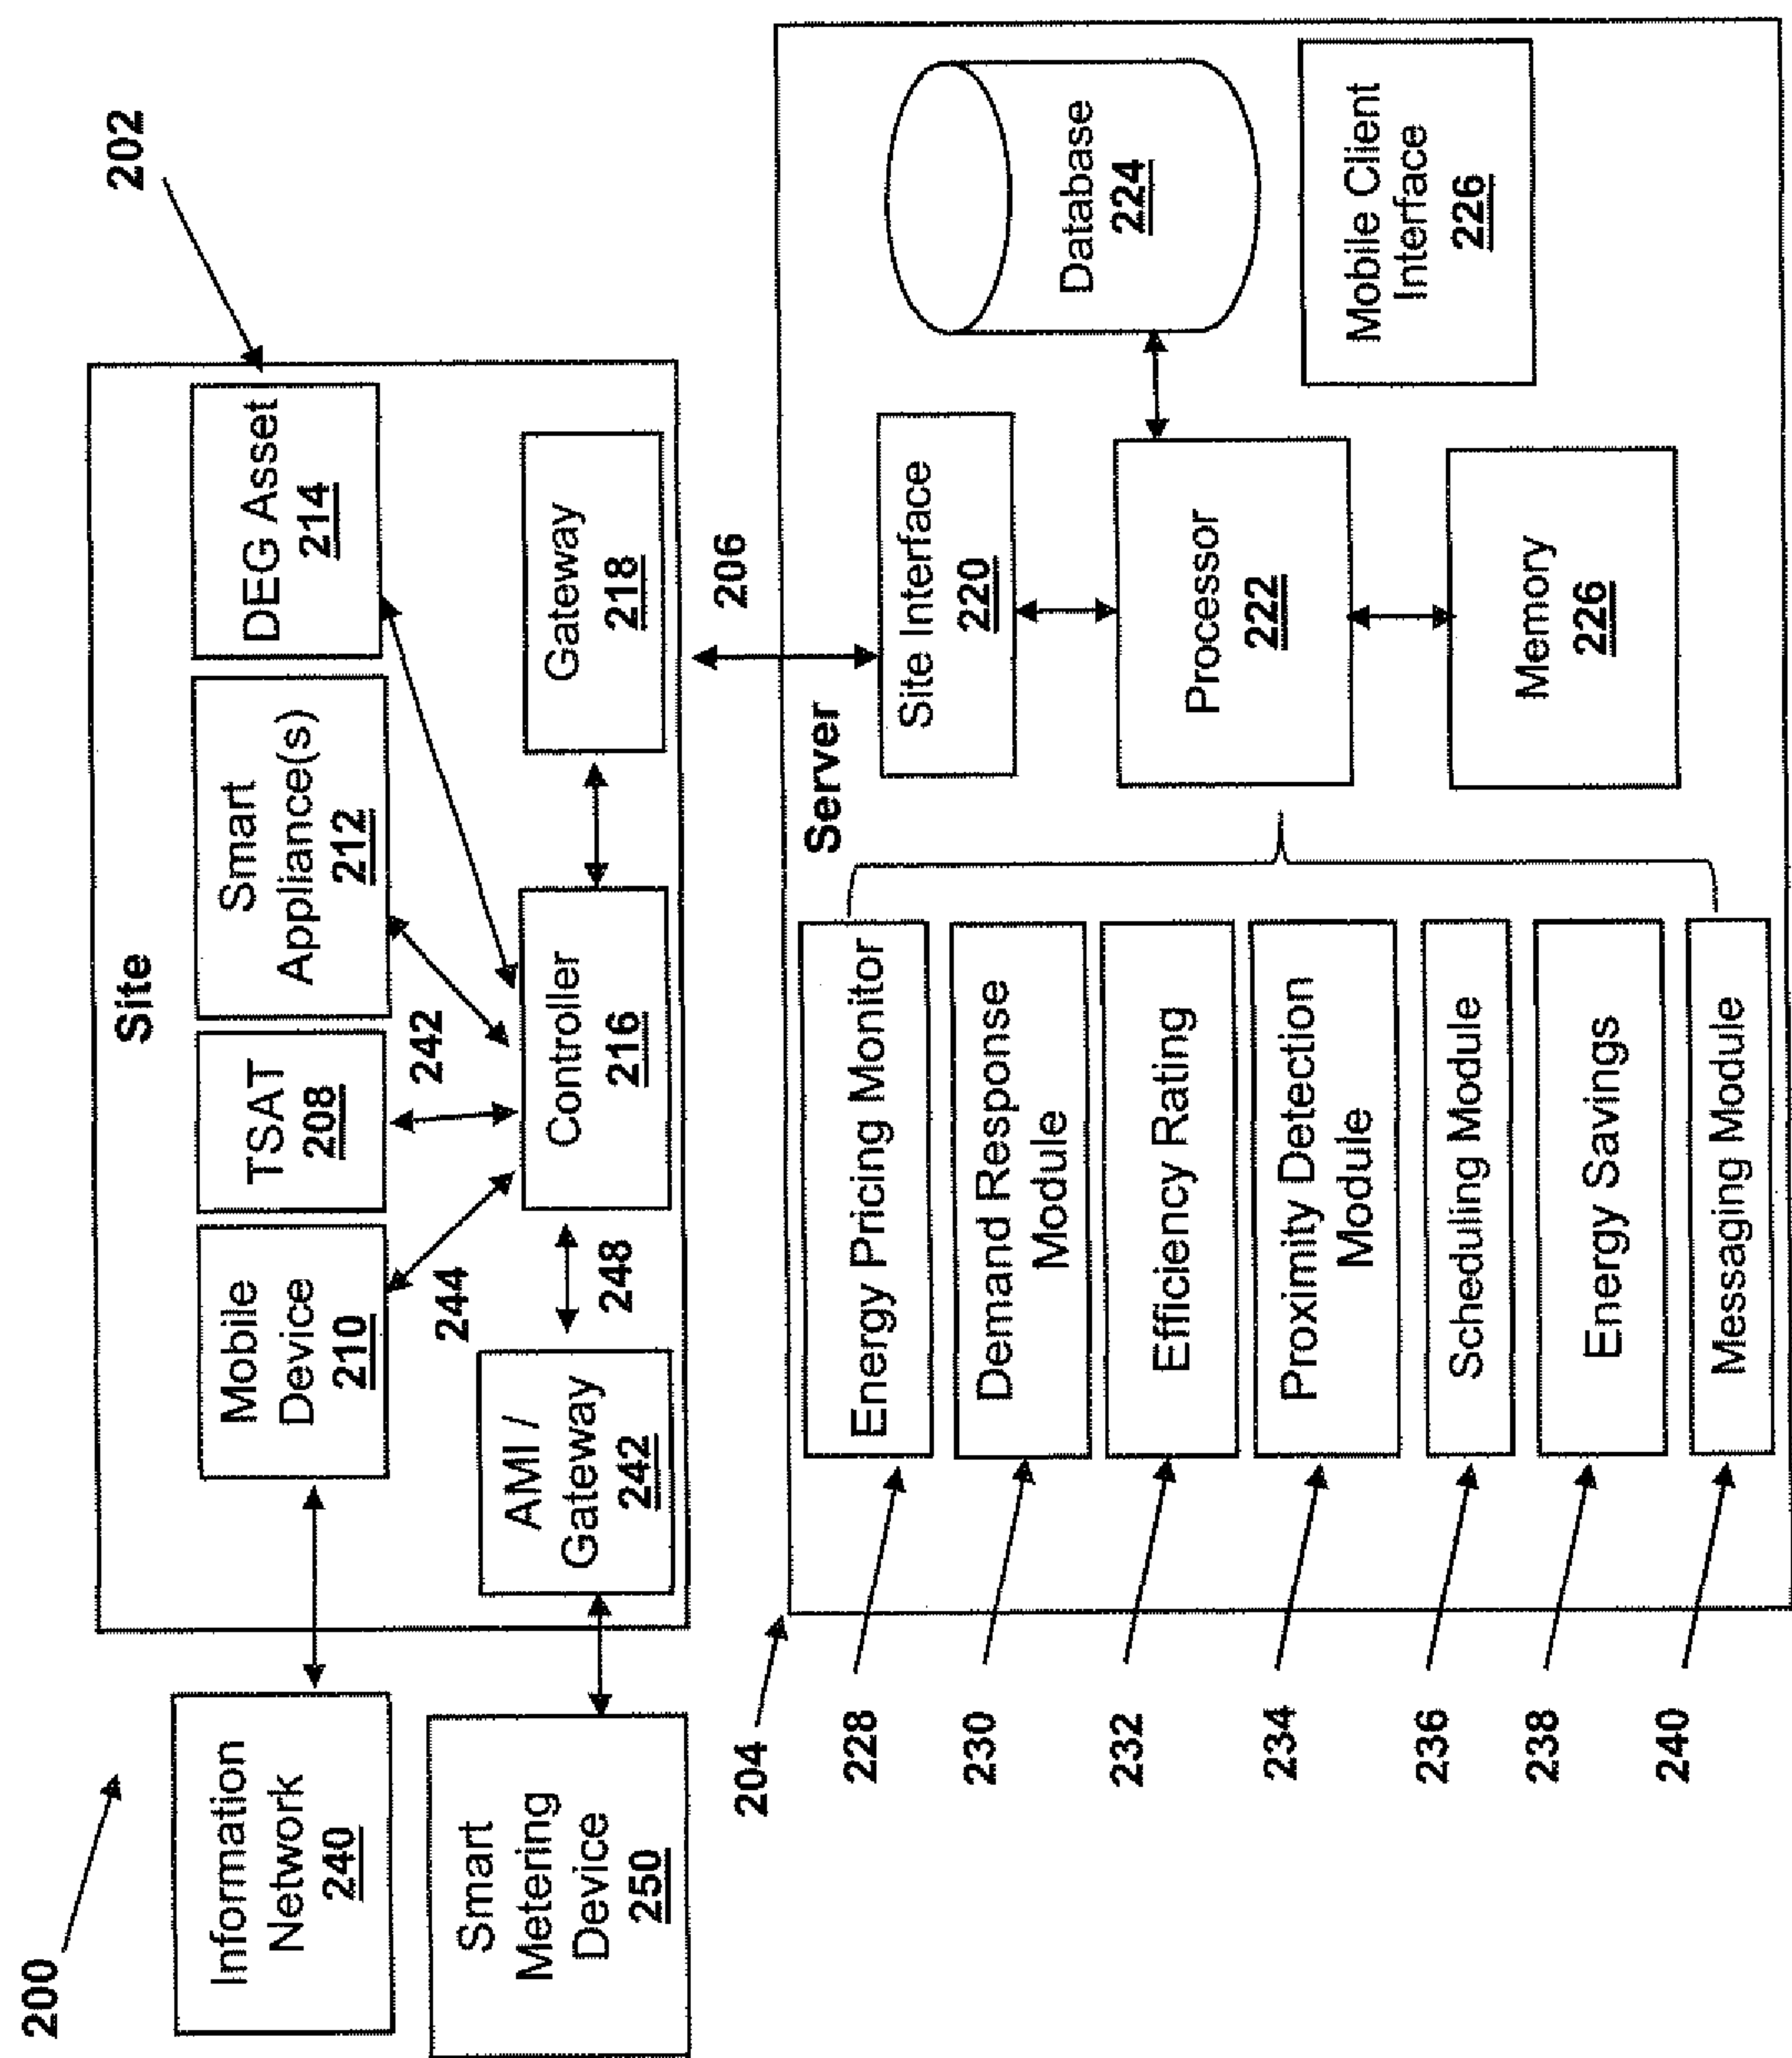 200
Information
Network
240
Smart
Metering
Device
250
Site
202
Mobile
Device
210
TSAT
208
Smart
Appliance(s)
212
DEG Asset
214
244
242
AMI /
Gateway
242
248
Controller
216
Gateway
218
206
204
Server
Energy Pricing Monitor
Demand Response
Module
Efficiency Rating
Proximity Detection
Module
Scheduling Module
Energy Savings
Messaging Module
228
230
232
234
236
238
240
Site Interface
220
Processor
222
Memory
226
Database
224
Mobile Client
Interface
226